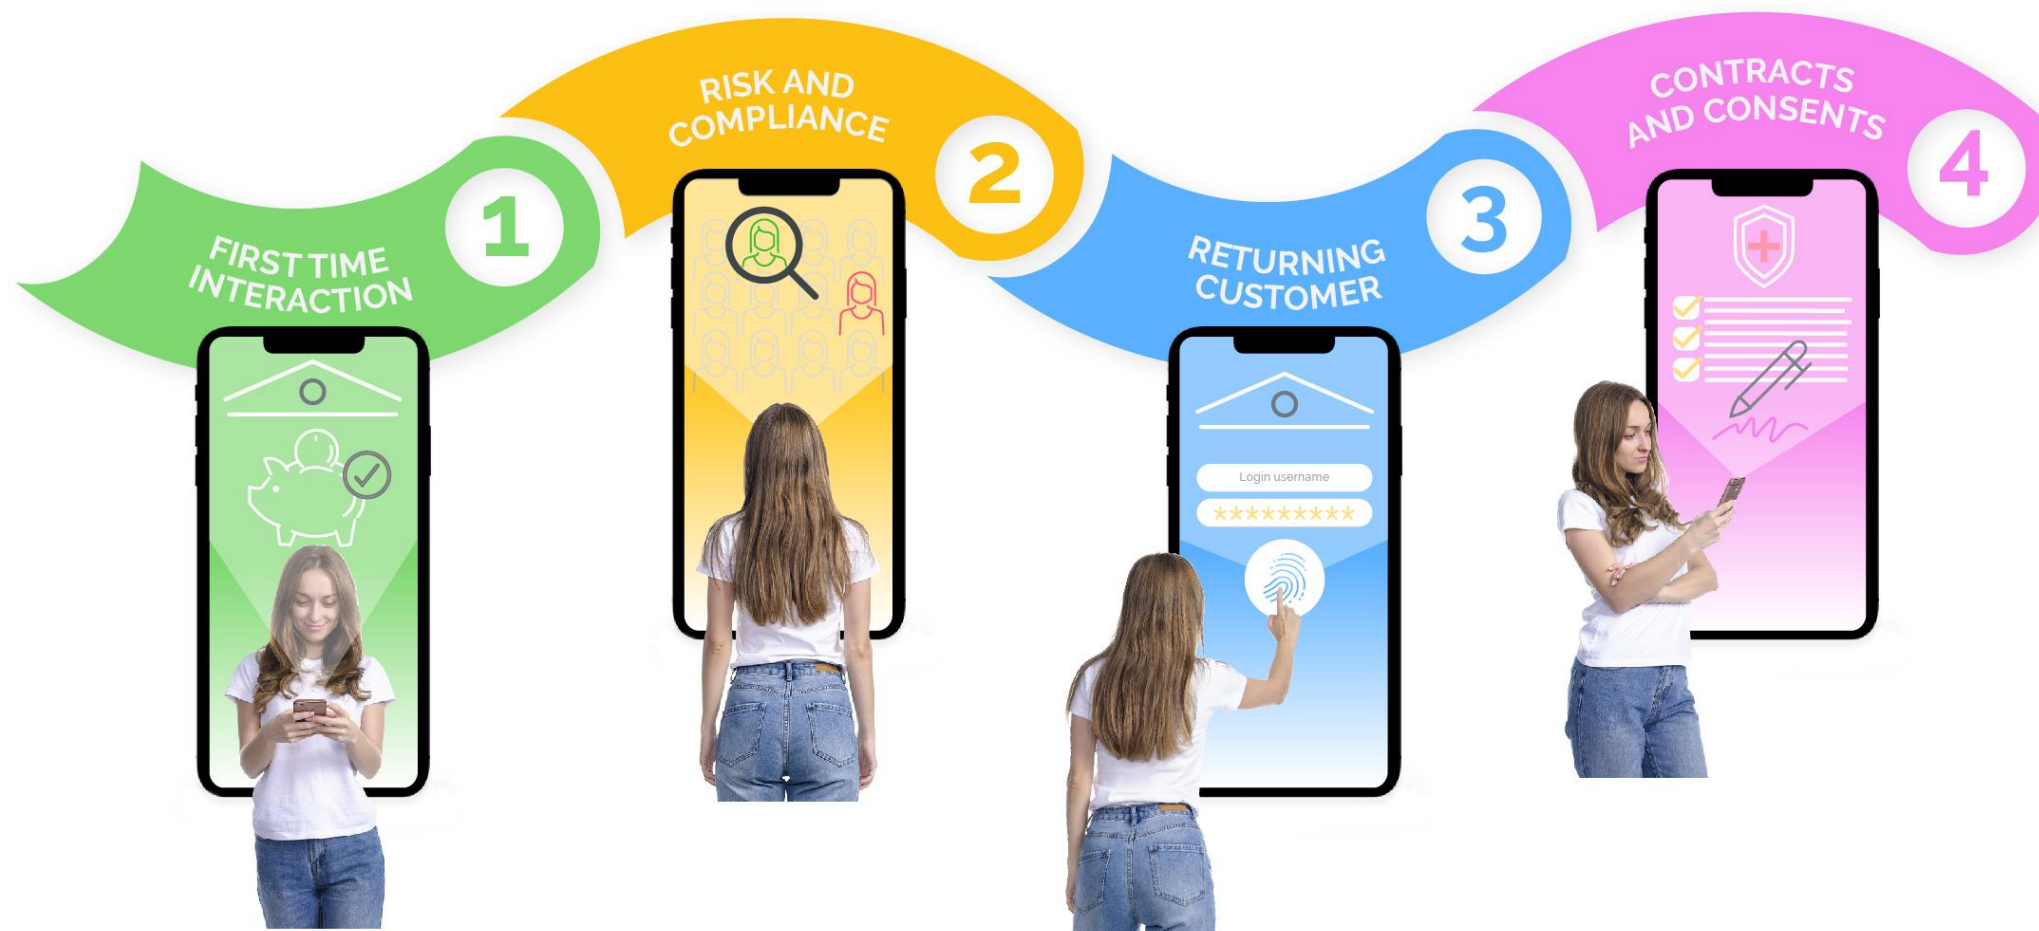 FIRST TIME
INTERACTION
1
RISK AND
COMPLIANCE
2
RETURNING
CUSTOMER
3
Login username
*********
CONTRACTS
AND CONSENTS
4